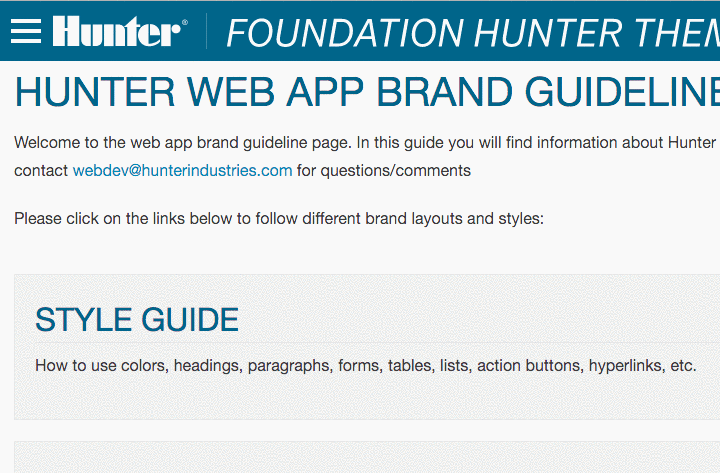 Hunter®
FOUNDATION HUNTER THEM
HUNTER WEB APP BRAND GUIDELINE
Welcome to the web app brand guideline page. In this guide you will find information about Hunter
contact webdev@hunterindustries.com for questions/comments
Please click on the links below to follow different brand layouts and styles:
STYLE GUIDE
How to use colors, headings, paragraphs, forms, tables, lists, action buttons, hyperlinks, etc.